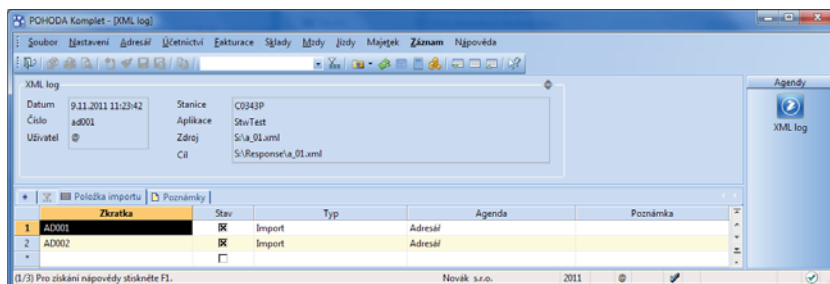 POHODA Komplet - [XML log]
Soubor Nastavení Adresář Účetnictví Fakturace Sklady Mzdy Jízdy Majetek Záznam Nápověda
XML log
Agendy
Datum 9.11.2011 11:23:42 Stanice C0343P
Číslo ad001 Aplikace StwTest
XML log
Uživatel @ Zdroj S:\a_01.xml
Cíl S:\Response\a_01.xml
Položka importu Poznámky
Zkratka Stav Typ Agenda Poznámka
1 AD001 Import Adresář
2 AD002 Import Adresář
*
(1/3) Pro získání nápovědy stiskněte F1. Novák s.r.o. 2011 @